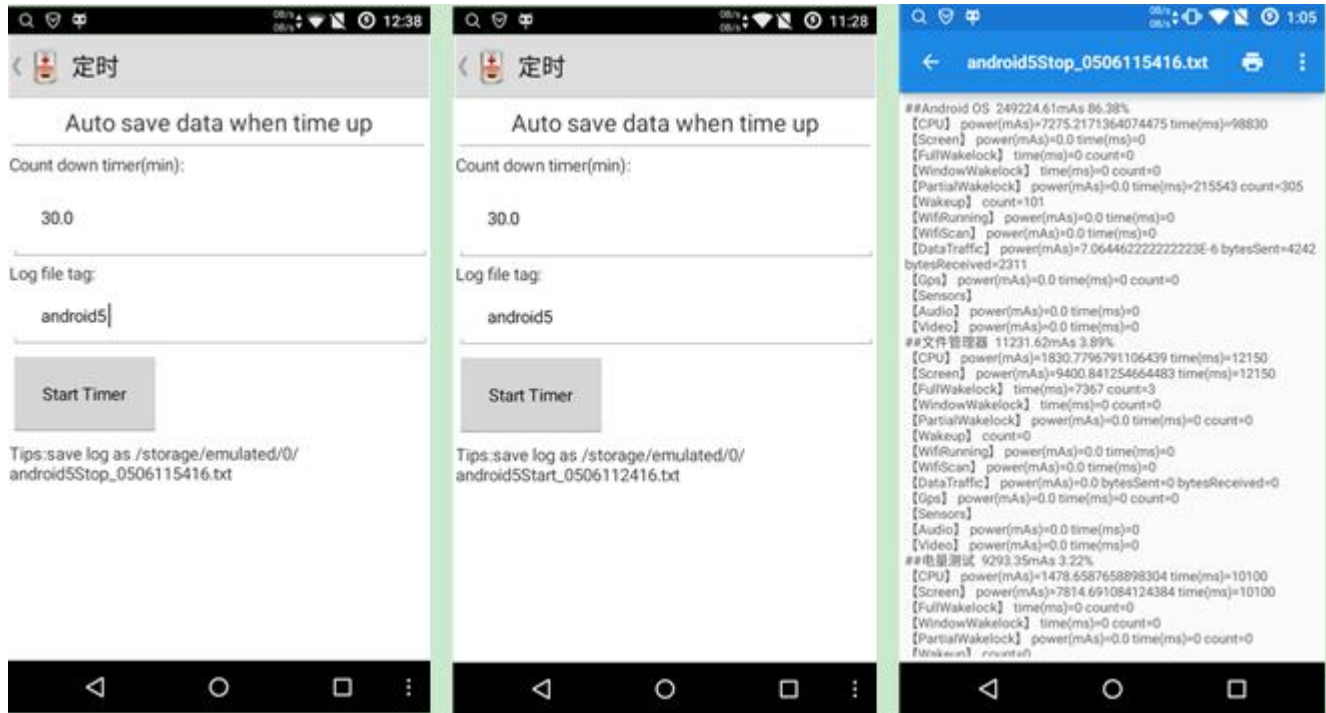 12:38
定时
Auto save data when time up
Count down timer(min):
30.0
Log file tag:
android5
Start Timer
Tips:save log as /storage/emulated/0/
android5Stop_0506115416.txt
11:28
定时
Auto save data when time up
Count down timer(min):
30.0
Log file tag:
android5
Start Timer
Tips:save log as /storage/emulated/0/
android5Start_0506112416.txt
1:05
android5Stop_0506115416.txt
##Android OS 249224.61mAs 86.38%
【CPU】 power(mAs)=7275.2171364074475 time(ms)=98830
【Screen】 power(mAs)=0.0 time(ms)=0
【FullWakelock】 time(ms)=0 count=0
【WindowWakelock】 time(ms)=0 count=0
【PartialWakelock】 power(mAs)=0.0 time(ms)=215543 count=305
【Wakeup】 count=101
【WifiRunning】 power(mAs)=0.0 time(ms)=0
【WifiScan】 power(mAs)=0.0 time(ms)=0
【DataTraffic】 power(mAs)=7.064462222222223E-6 bytesSent=4242
bytesReceived=2311
【Gps】 power(mAs)=0.0 time(ms)=0 count=0
【Sensors】
【Audio】 power(mAs)=0.0 time(ms)=0
【Video】 power(mAs)=0.0 time(ms)=0
##文件管理器 11231.62mAs 3.89%
【CPU】 power(mAs)=1830.7796791106439 time(ms)=12150
【Screen】 power(mAs)=9400.841254664483 time(ms)=12150
【FullWakelock】 time(ms)=7367 count=3
【WindowWakelock】 time(ms)=0 count=0
【PartialWakelock】 power(mAs)=0.0 time(ms)=0 count=0
【Wakeup】 count=0
【WifiRunning】 power(mAs)=0.0 time(ms)=0
【WifiScan】 power(mAs)=0.0 time(ms)=0
【DataTraffic】 power(mAs)=0.0 bytesSent=0 bytesReceived=0
【Gps】 power(mAs)=0.0 time(ms)=0 count=0
【Sensors】
【Audio】 power(mAs)=0.0 time(ms)=0
【Video】 power(mAs)=0.0 time(ms)=0
##电量测试 9293.35mAs 3.22%
【CPU】 power(mAs)=1478.6587658898304 time(ms)=10100
【Screen】 power(mAs)=7814.691084124384 time(ms)=10100
【FullWakelock】 time(ms)=0 count=0
【WindowWakelock】 time(ms)=0 count=0
【PartialWakelock】 power(mAs)=0.0 time(ms)=0 count=0
【Wakeup】 count=0